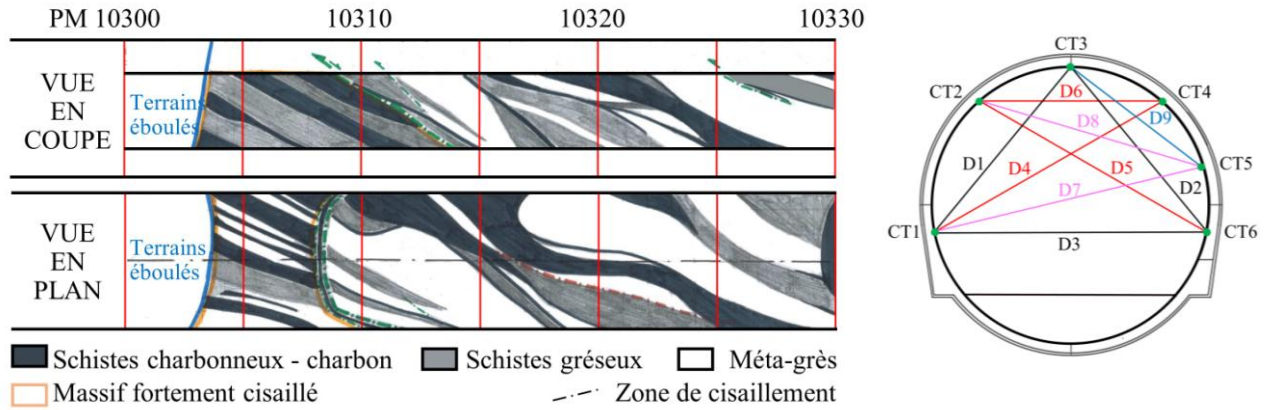 PM 10300 10310 10320 10330
VUE
EN
COUPE
Terrains
éboulés
VUE
EN
PLAN
Terrains
éboulés
Schistes charbonneux - charbon
Schistes gréseux
Méta-grès
Massif fortement cisaillé
Zone de cisaillement
CT3
CT2
D6
CT4
D9
D8
CT5
D1
D4
D5
D7
D2
CT1
D3
CT6